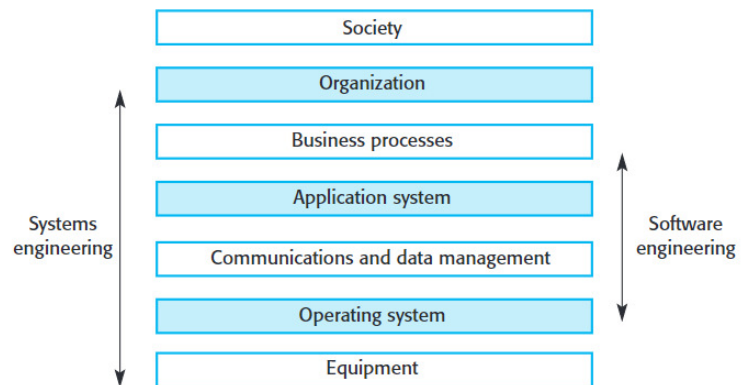 Society
Organization
Business processes
Application system
Systems
engineering
Software
engineering
Communications and data management
Operating system
Equipment